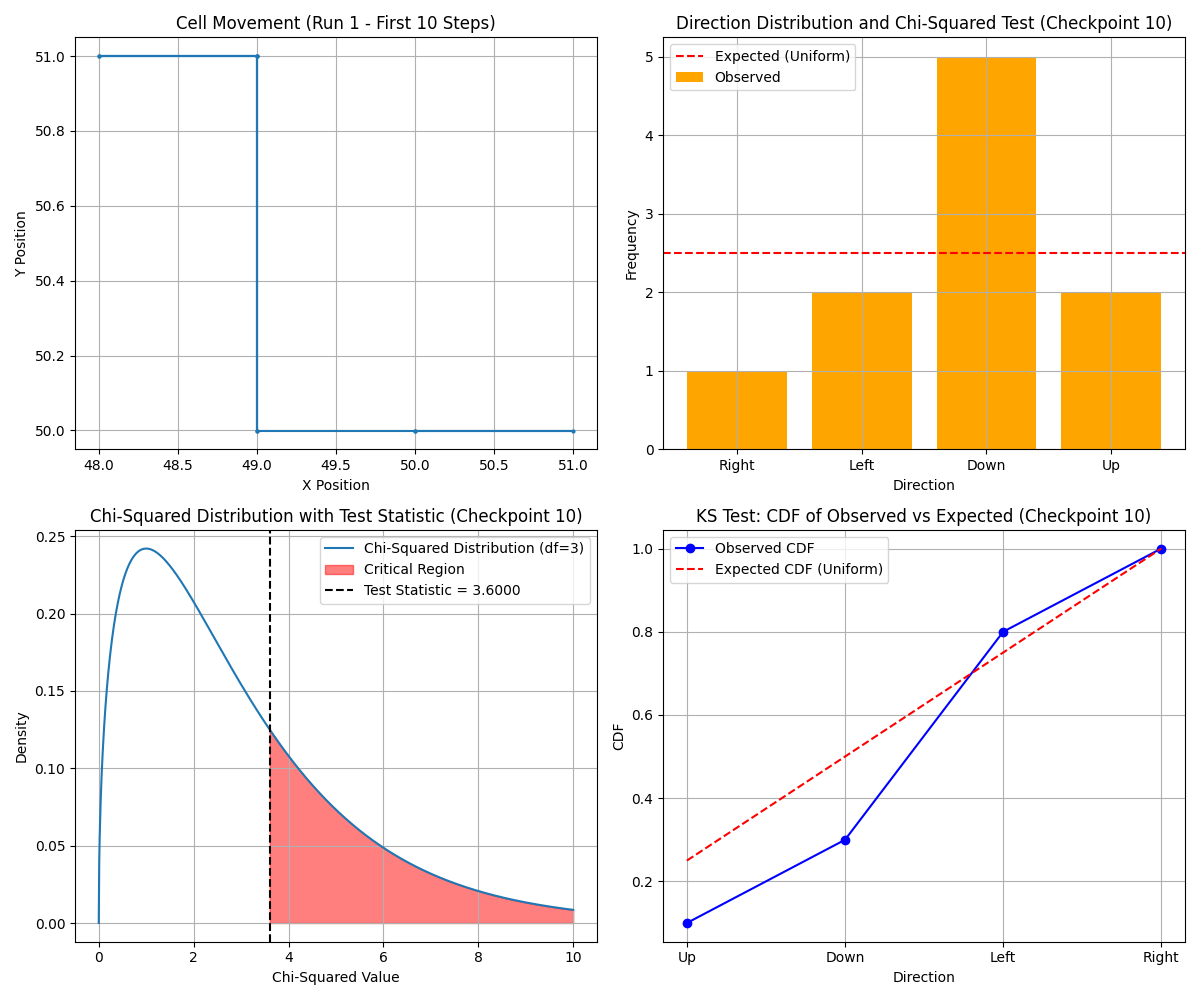 Cell Movement (Run 1 - First 10 Steps)
51.0
50.8
50.6
50.4
50.2
50.0
Y Position
48.0 48.5 49.0 49.5 50.0 50.5 51.0
X Position
Direction Distribution and Chi-Squared Test (Checkpoint 10)
Expected (Uniform)
Observed
5
4
3
2
1
0
Frequency
Right Left Down Up
Direction
Chi-Squared Distribution with Test Statistic (Checkpoint 10)
Chi-Squared Distribution (df=3)
Critical Region
Test Statistic = 3.6000
0.25
0.20
0.15
0.10
0.05
0.00
Density
0 2 4 6 8 10
Chi-Squared Value
KS Test: CDF of Observed vs Expected (Checkpoint 10)
Observed CDF
Expected CDF (Uniform)
1.0
0.8
0.6
0.4
0.2
CDF
Up Down Left Right
Direction